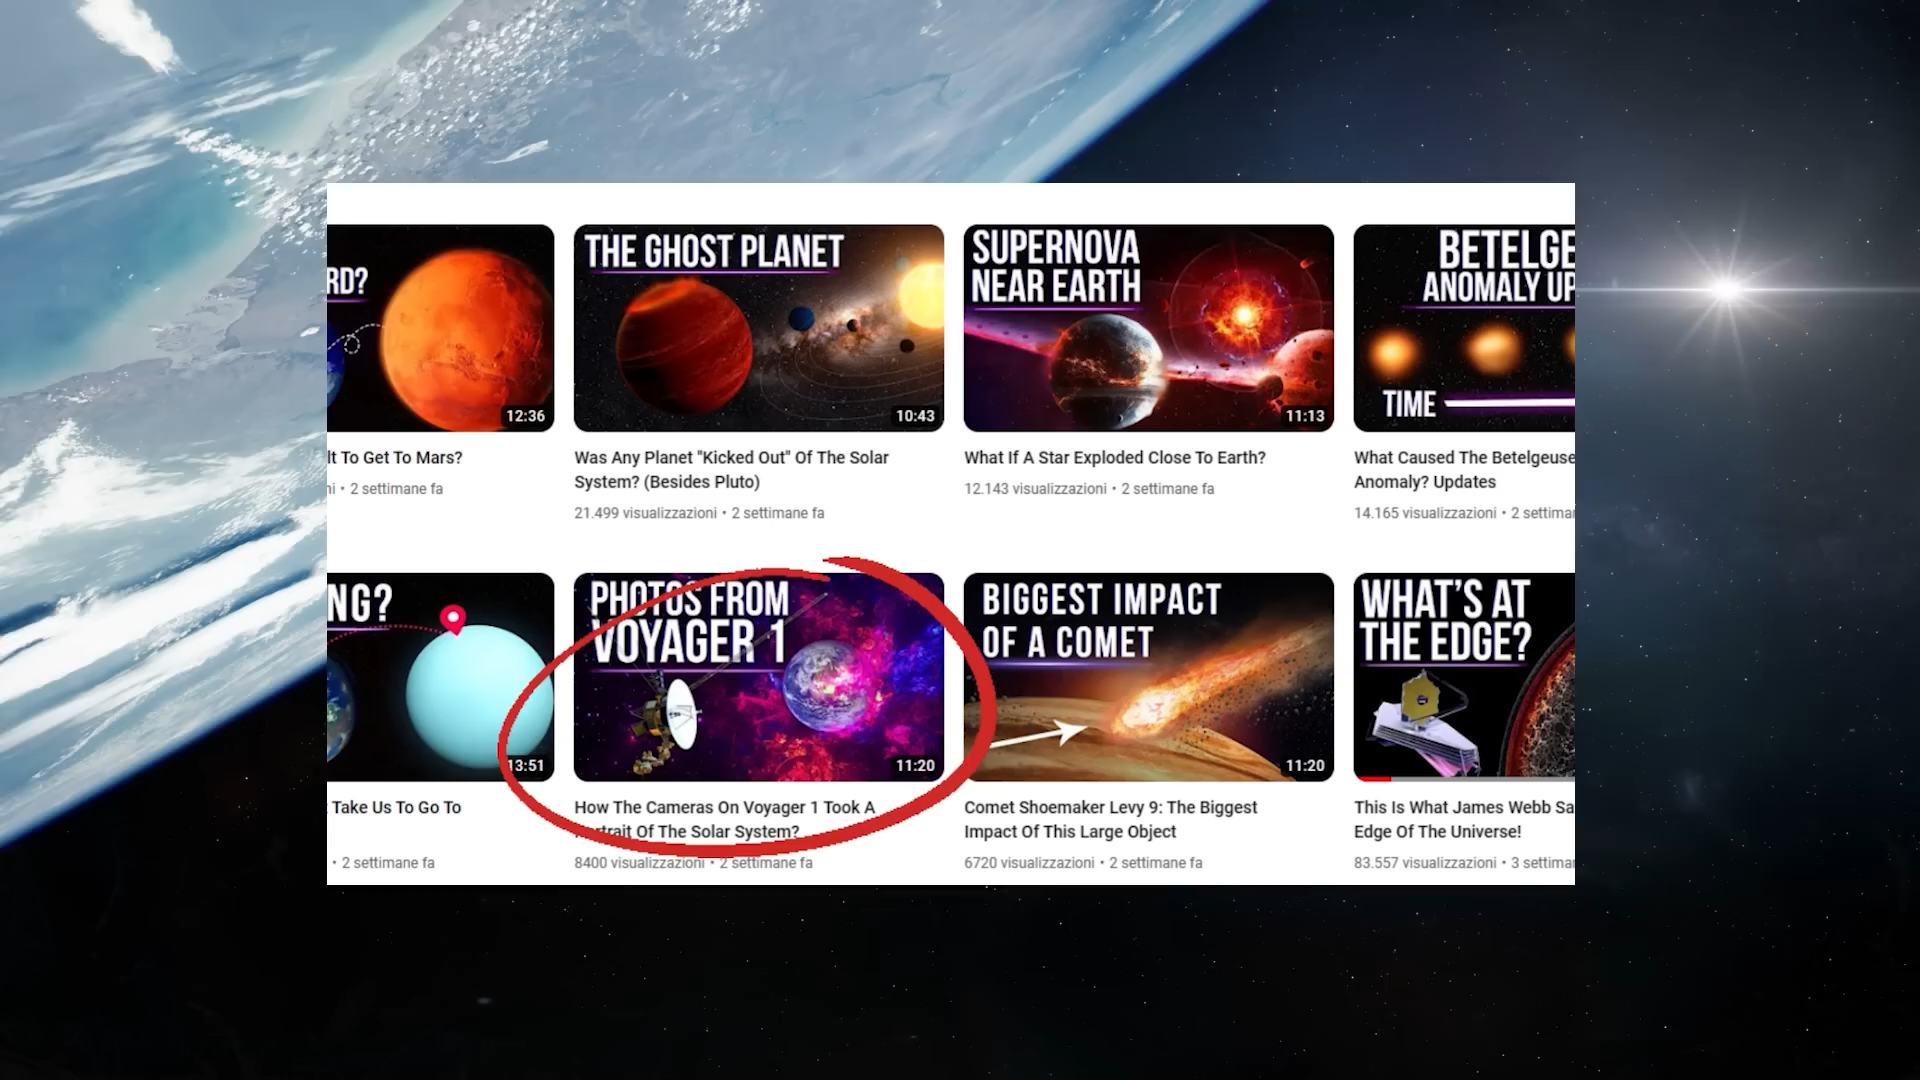 RD?
12:36
lt To Get To Mars?
ni • 2 settimane fa
THE GHOST PLANET
10:43
Was Any Planet "Kicked Out" Of The Solar
System? (Besides Pluto)
21.499 visualizzazioni • 2 settimane fa
SUPERNOVA
NEAR EARTH
11:13
What If A Star Exploded Close To Earth?
12.143 visualizzazioni • 2 settimane fa
BETELGE
ANOMALY UP
TIME
What Caused The Betelgeuse
Anomaly? Updates
14.165 visualizzazioni • 2 settima
NG?
13:51
Take Us To Go To
• 2 settimane fa
PHOTOS FROM
VOYAGER 1
11:20
How The Cameras On Voyager 1 Took A
Portrait Of The Solar System?
8400 visualizzazioni • 2 settimane fa
BIGGEST IMPACT
OF A COMET
11:20
Comet Shoemaker Levy 9: The Biggest
Impact Of This Large Object
6720 visualizzazioni • 2 settimane fa
WHAT'S AT
THE EDGE?
This Is What James Webb Sa
Edge Of The Universe!
83.557 visualizzazioni • 3 settima